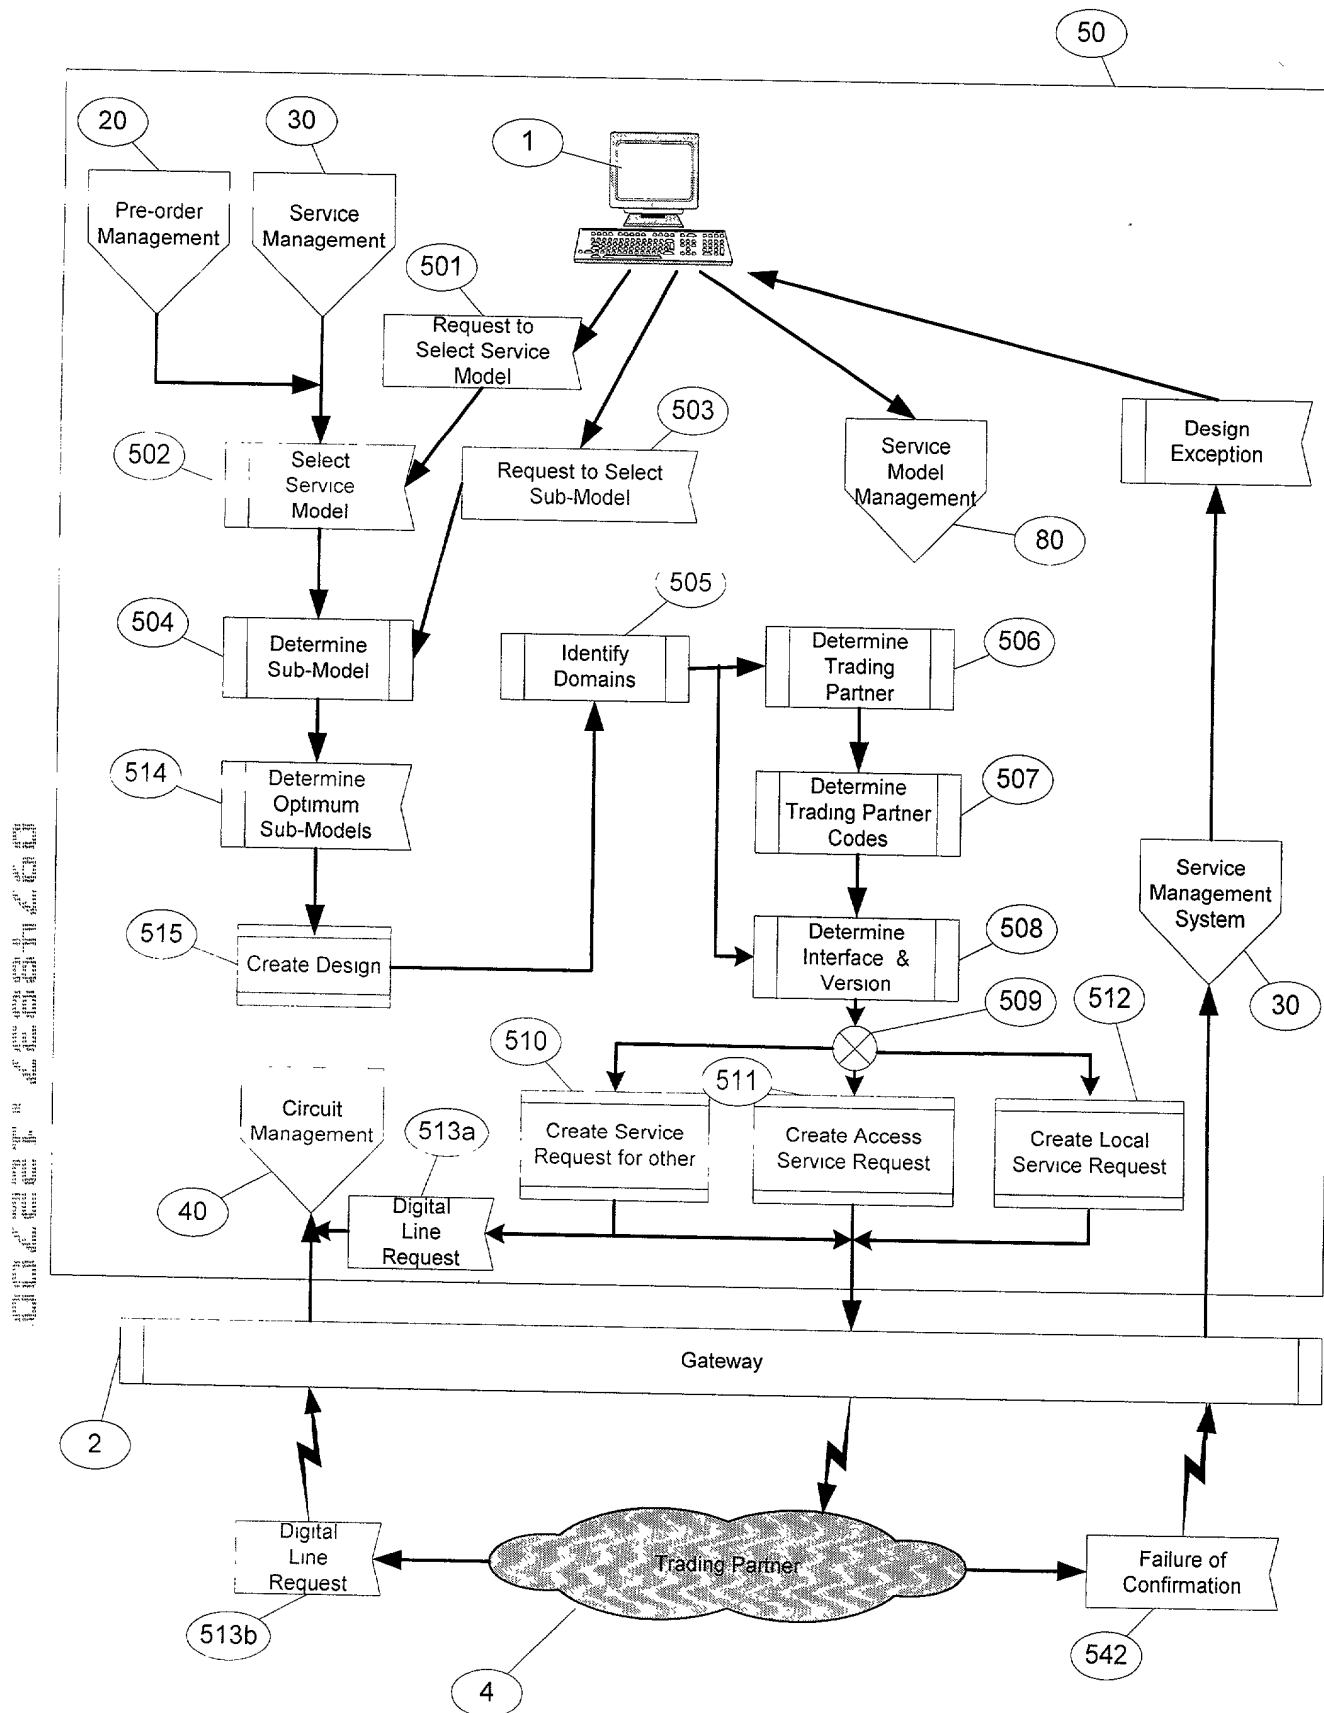 50
20
30
1
Pre-order
Management
Service
Management
501
Request to
Select Service
Model
503
502
Select
Service
Model
Request to Select
Sub-Model
Service
Model
Management
80
Design
Exception
505
504
Determine
Sub-Model
Identify
Domains
Determine
Trading
Partner
506
514
Determine
Optimum
Sub-Models
Determine
Trading Partner
Codes
507
Service
Management
System
515
Create Design
Determine
Interface &
Version
508
509
512
30
510
511
Circuit
Management
513a
Create Service
Request for other
Create Access
Service Request
Create Local
Service Request
40
Digital
Line
Request
Gateway
2
Digital
Line
Request
Trading Partner
Failure of
Confirmation
513b
542
4